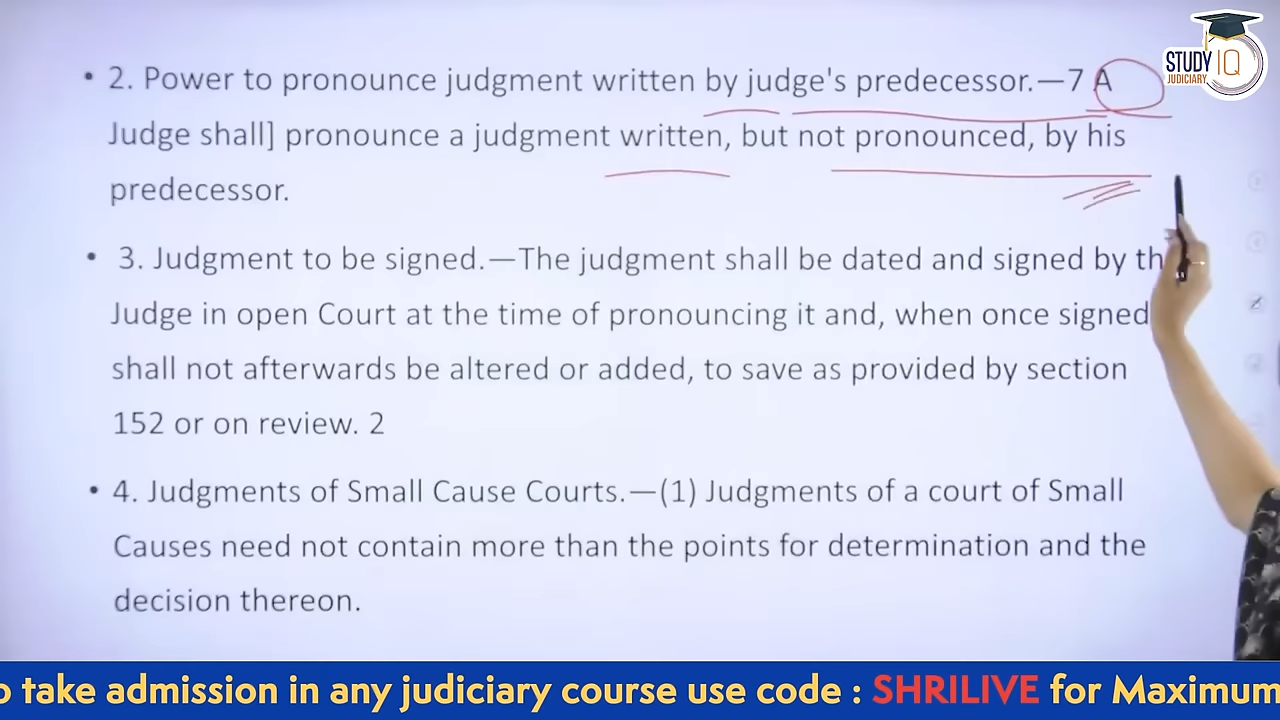 STUDY IQ
JUDICIARY
• 2. Power to pronounce judgment written by judge's predecessor.—7 A
Judge shall] pronounce a judgment written, but not pronounced, by his
predecessor.
• 3. Judgment to be signed.—The judgment shall be dated and signed by th
Judge in open Court at the time of pronouncing it and, when once signed
shall not afterwards be altered or added, to save as provided by section
152 or on review. 2
• 4. Judgments of Small Cause Courts.—(1) Judgments of a court of Small
Causes need not contain more than the points for determination and the
decision thereon.
o take admission in any judiciary course use code : SHRILIVE for Maximum